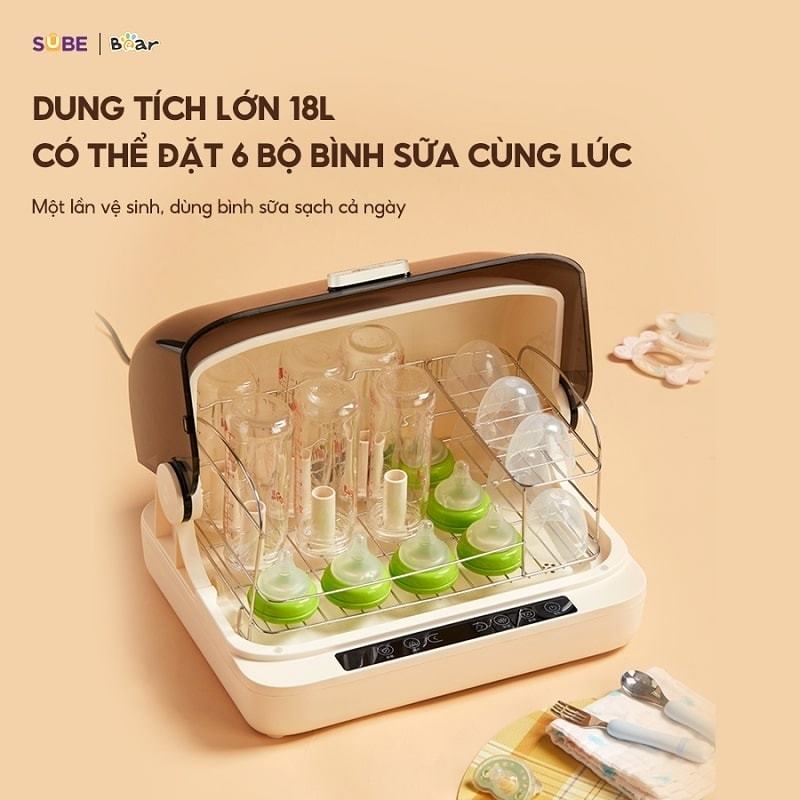 SUBE | Bear
DUNG TÍCH LỚN 18L
CÓ THỂ ĐẶT 6 BỘ BÌNH SỮA CÙNG LÚC
Một lần vệ sinh, dùng bình sữa sạch cả ngày